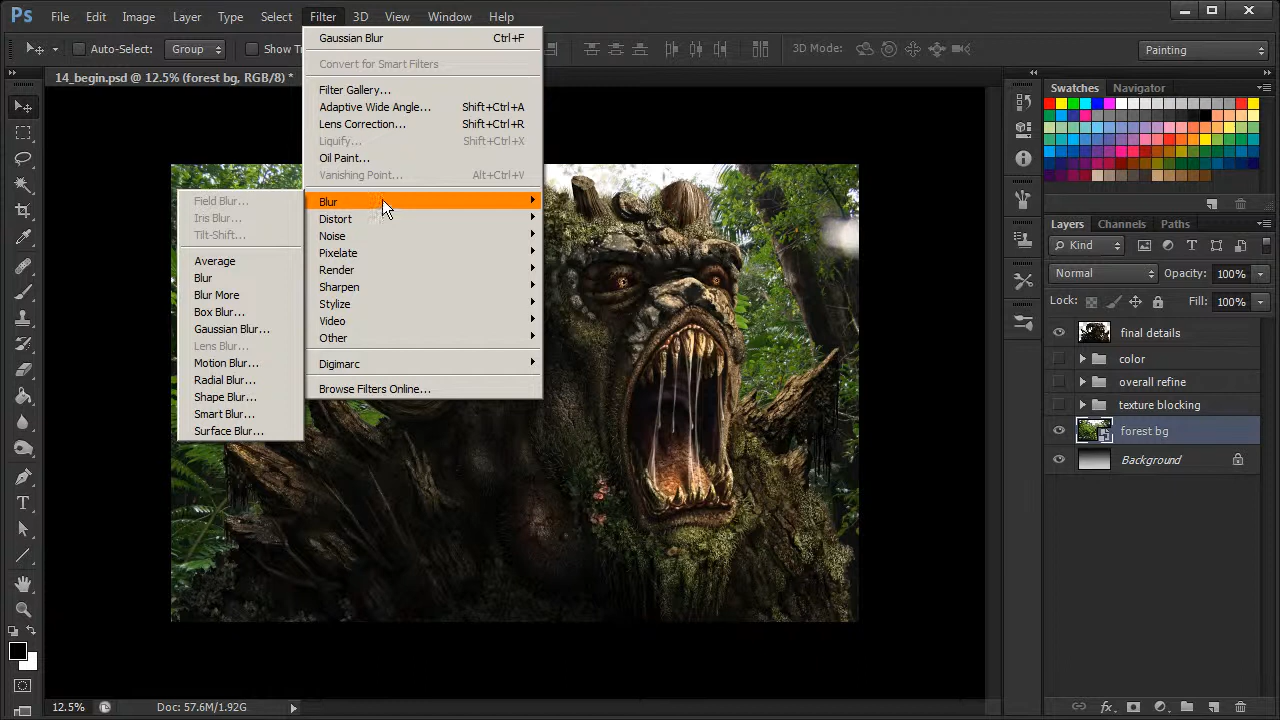 Ps File Edit Image Layer Type Select Filter 3D View Window Help
Auto-Select: Group Show Tr 3D Mode: Painting
14_begin.psd @ 12.5% (forest bg, RGB/8) *
Gaussian Blur Ctrl+F
Convert for Smart Filters
Filter Gallery...
Adaptive Wide Angle... Shift+Ctrl+A
Lens Correction... Shift+Ctrl+R
Liquify... Shift+Ctrl+X
Oil Paint...
Vanishing Point... Alt+Ctrl+V
Blur
Distort
Noise
Pixelate
Render
Sharpen
Stylize
Video
Other
Digimarc
Browse Filters Online...
Field Blur...
Iris Blur...
Tilt-Shift...
Average
Blur
Blur More
Box Blur...
Gaussian Blur...
Lens Blur...
Motion Blur...
Radial Blur...
Shape Blur...
Smart Blur...
Surface Blur...
Swatches Navigator
Layers Channels Paths
Kind
Normal Opacity: 100%
Lock: Fill: 100%
final details
color
overall refine
texture blocking
forest bg
Background
12.5% Doc: 57.6M/1.92G